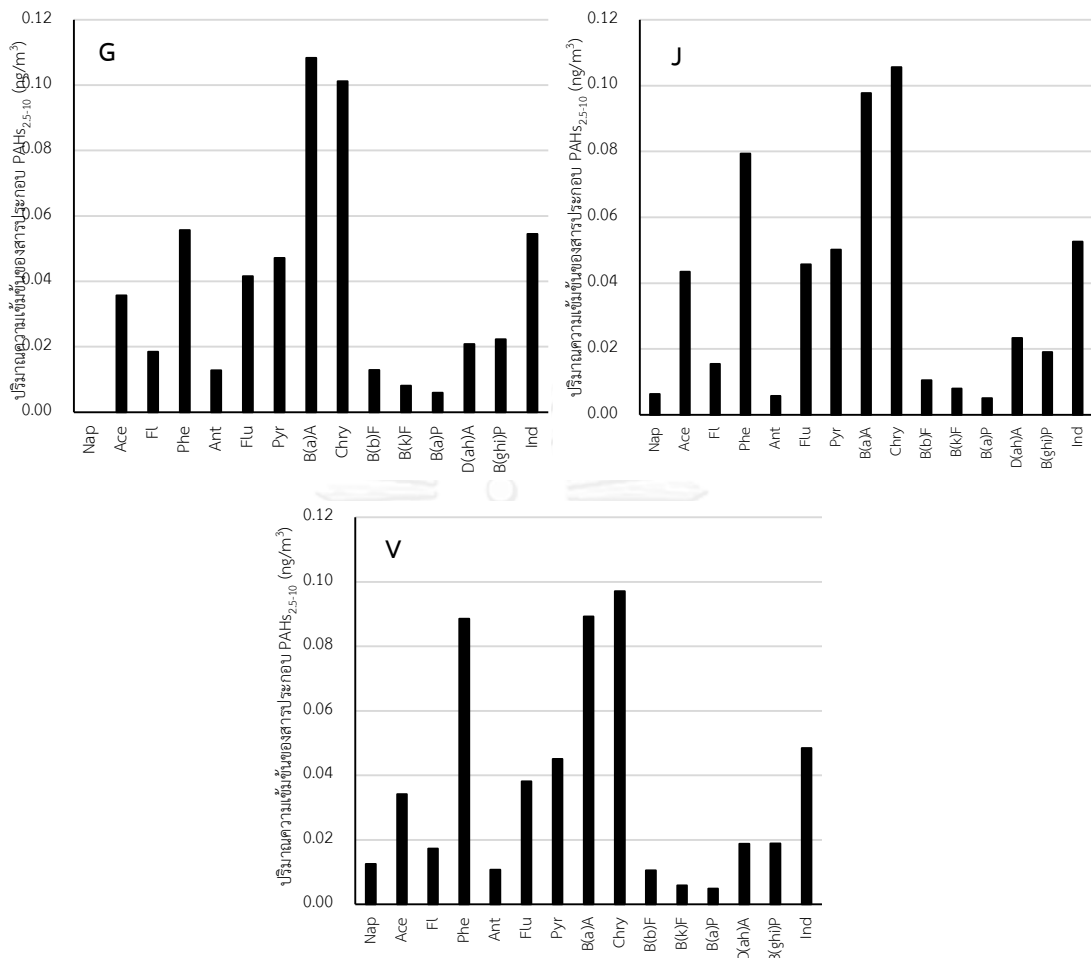 G
ปริมาณความเข้มข้นของสารประกอบ PAHs2.5-10 (ng/m³)
0.12
0.10
0.08
0.06
0.04
0.02
0.00
Nap
Ace
Fl
Phe
Ant
Flu
Pyr
B(a)A
Chry
B(b)F
B(k)F
B(a)P
D(ah)A
B(ghi)P
Ind
J
ปริมาณความเข้มข้นของสารประกอบ PAHs2.5-10 (ng/m³)
0.12
0.10
0.08
0.06
0.04
0.02
0.00
Nap
Ace
Fl
Phe
Ant
Flu
Pyr
B(a)A
Chry
B(b)F
B(k)F
B(a)P
D(ah)A
B(ghi)P
Ind
V
ปริมาณความเข้มข้นของสารประกอบ PAHs2.5-10 (ng/m³)
0.12
0.10
0.08
0.06
0.04
0.02
0.00
Nap
Ace
Fl
Phe
Ant
Flu
Pyr
B(a)A
Chry
B(b)F
B(k)F
B(a)P
D(ah)A
B(ghi)P
Ind